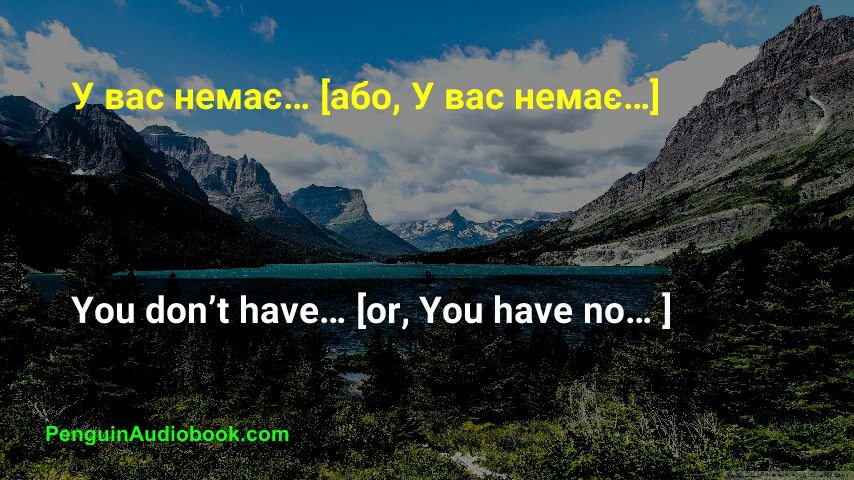 У вас немає… [або, У вас немає…]
You don’t have… [or, You have no… ]
PenguinAudiobook.com